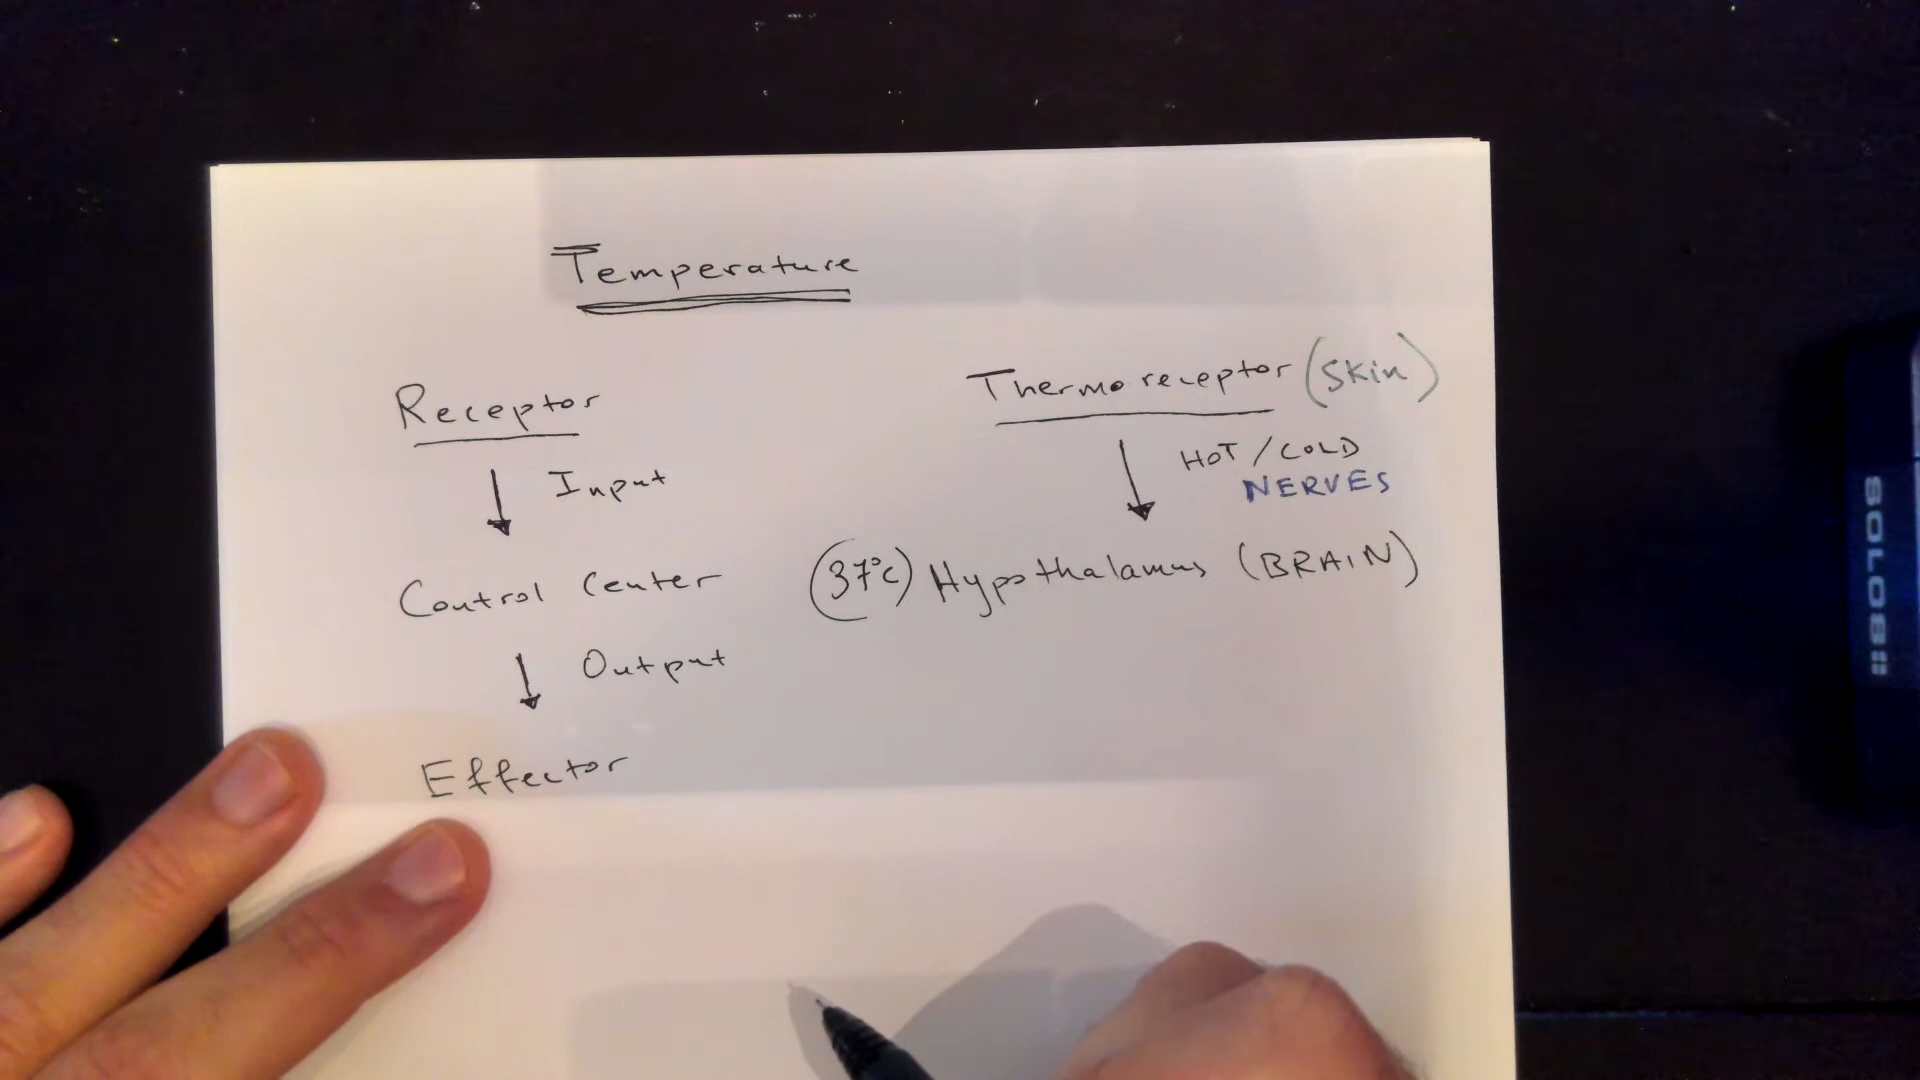 Temperature
Receptor
Input
Control Center
Output
Effector
Thermoreceptor (Skin)
HOT / COLD
NERVES
(37°C) Hypothalamus (BRAIN)